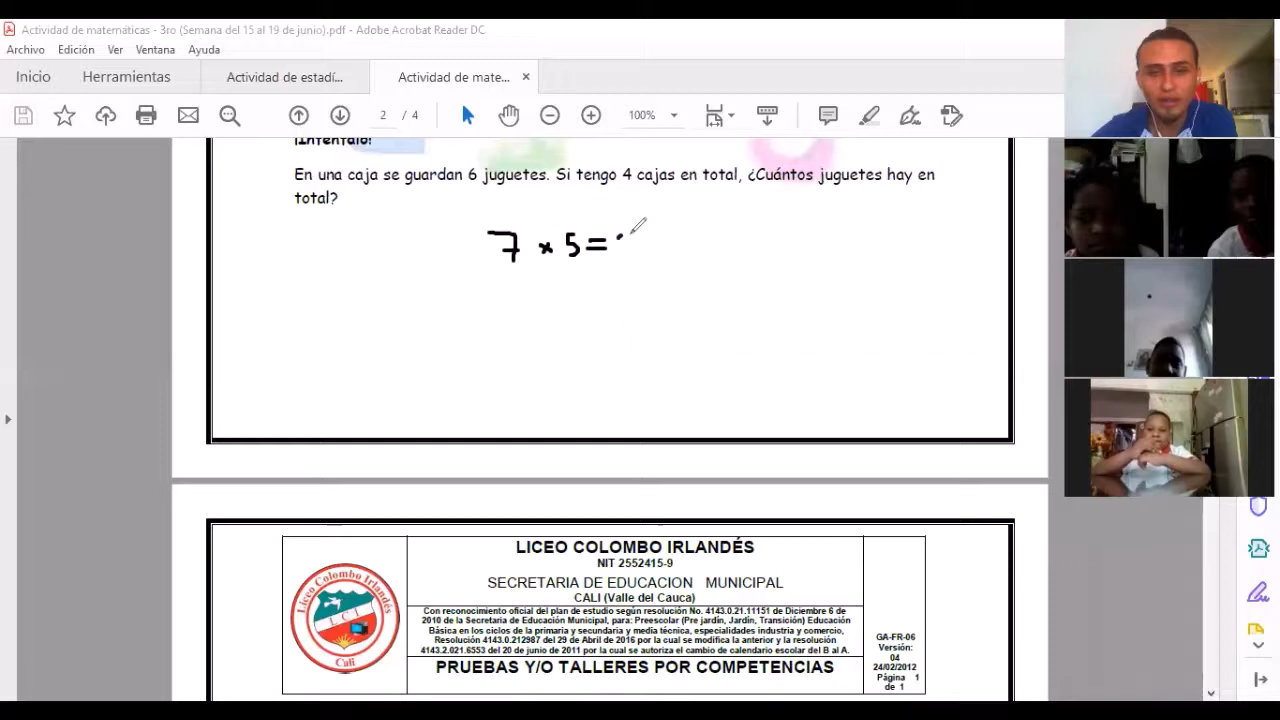 Actividad de matemáticas - 3ro (Semana del 15 al 19 de junio).pdf - Adobe Acrobat Reader DC
Archivo Edición Ver Ventana Ayuda
Inicio Herramientas Actividad de estadí... Actividad de mate... ×
2 / 4 100%
¡Inténtalo!
En una caja se guardan 6 juguetes. Si tengo 4 cajas en total, ¿Cuántos juguetes hay en
total?
7 × 5 =
LICEO COLOMBO IRLANDÉS
NIT 2552415-9
SECRETARIA DE EDUCACION MUNICIPAL
CALI (Valle del Cauca)
Con reconocimiento oficial del plan de estudio según resolución No. 4143.0.21.11151 de Diciembre 6 de
2010 de la Secretaria de Educación Municipal, para: Preescolar (Pre jardín, Jardín, Transición) Educación
Básica en los ciclos de la primaria y secundaria y media técnica, especialidades industria y comercio,
Resolución 4143.0.212987 del 29 de Abril de 2016 por la cual se modifica la anterior y la resolución
4143.2.021.6553 del 20 de junio de 2011 por la cual se autoriza el cambio de calendario escolar del B al A.
PRUEBAS Y/O TALLERES POR COMPETENCIAS
GA-FR-06
Versión:
04
24/02/2012
Página 1
de 1
Liceo Colombo Irlandés
L. C. I.
Cali